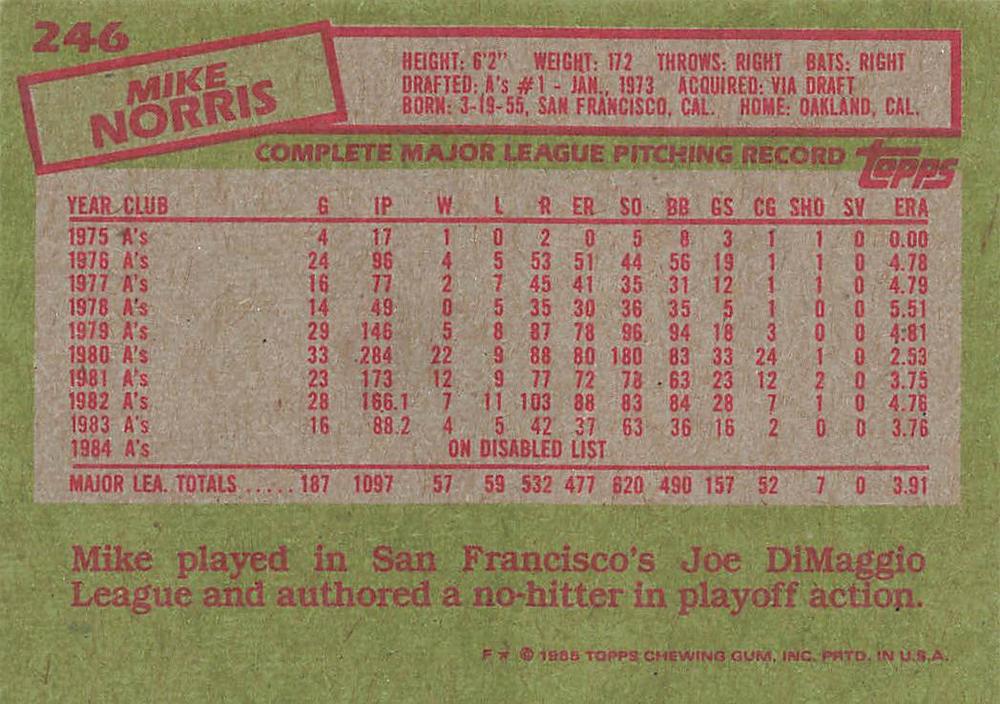 246
MIKE
NORRIS
HEIGHT: 6'2" WEIGHT: 172 THROWS: RIGHT BATS: RIGHT
DRAFTED: A's #1 - JAN., 1973 ACQUIRED: VIA DRAFT
BORN: 3-19-55, SAN FRANCISCO, CAL. HOME: OAKLAND, CAL.
COMPLETE MAJOR LEAGUE PITCHING RECORD topps
YEAR CLUB G IP W L R ER SO BB GS CG SHO SV ERA
1975 A's 4 17 1 0 2 0 5 8 3 1 1 0 0.00
1976 A's 24 96 4 5 53 51 44 56 19 1 1 0 4.78
1977 A's 16 77 2 7 45 41 35 31 12 1 1 0 4.79
1978 A's 14 49 0 5 35 30 36 35 5 1 0 0 5.51
1979 A's 29 146 5 8 87 78 96 94 18 3 0 0 4.81
1980 A's 33 284 22 9 88 80 180 83 33 24 1 0 2.53
1981 A's 23 173 12 9 77 72 78 63 23 12 2 0 3.75
1982 A's 28 166.1 7 11 103 88 83 84 28 7 1 0 4.76
1983 A's 16 88.2 4 5 42 37 63 36 16 2 0 0 3.76
1984 A's ON DISABLED LIST
MAJOR LEA. TOTALS ..... 187 1097 57 59 532 477 620 490 157 52 7 0 3.91
Mike played in San Francisco's Joe DiMaggio
League and authored a no-hitter in playoff action.
F ★ © 1985 TOPPS CHEWING GUM, INC. PRTD. IN U.S.A.